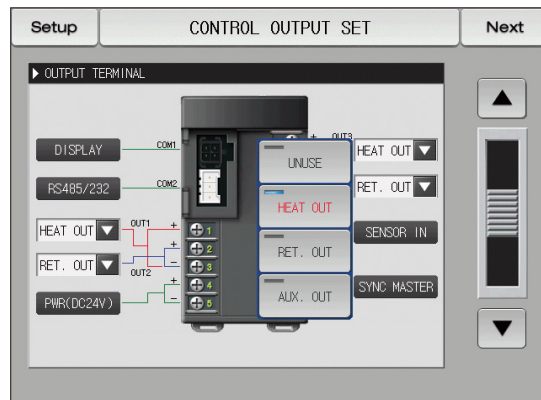 Setup
CONTROL OUTPUT SET
Next
▶ OUTPUT TERMINAL
DISPLAY
COM1
RS485/232
COM2
HEAT OUT
OUT1
RET. OUT
OUT2
PWR(DC24V)
+
1
2
-
3
+
4
-
5
+
OUT3
UNUSE
HEAT OUT
RET. OUT
AUX. OUT
HEAT OUT
RET. OUT
SENSOR IN
SYNC MASTER